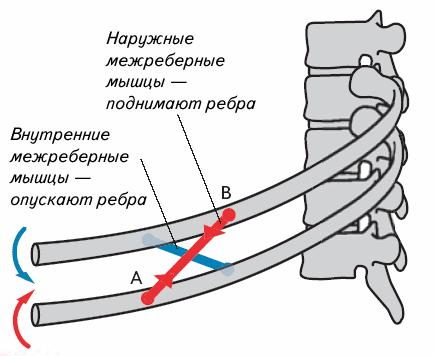 Наружные
межреберные
мышцы —
поднимают ребра
Внутренние
межреберные
мышцы —
опускают ребра
B
A